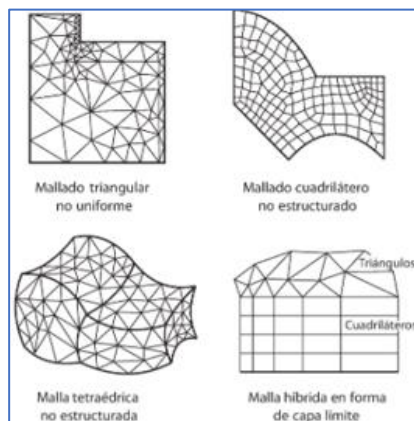 Mallado triangular
no uniforme
Mallado cuadrilátero
no estructurado
Triángulos
Cuadriláteros
Malla tetraédrica
no estructurada
Malla híbrida en forma
de capa límite